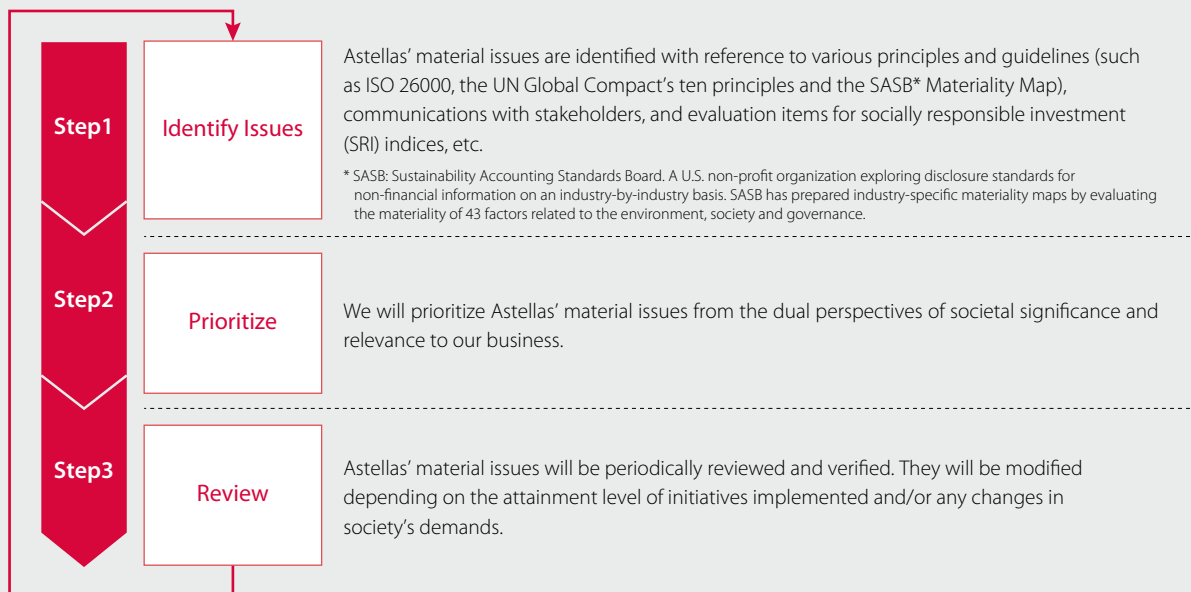 Step1
Identify Issues
Astellas’ material issues are identified with reference to various principles and guidelines (such
as ISO 26000, the UN Global Compact’s ten principles and the SASB* Materiality Map),
communications with stakeholders, and evaluation items for socially responsible investment
(SRI) indices, etc.
* SASB: Sustainability Accounting Standards Board. A U.S. non-profit organization exploring disclosure standards for
non-financial information on an industry-by-industry basis. SASB has prepared industry-specific materiality maps by evaluating
the materiality of 43 factors related to the environment, society and governance.
Step2
Prioritize
We will prioritize Astellas’ material issues from the dual perspectives of societal significance and
relevance to our business.
Step3
Review
Astellas’ material issues will be periodically reviewed and verified. They will be modified
depending on the attainment level of initiatives implemented and/or any changes in
society’s demands.